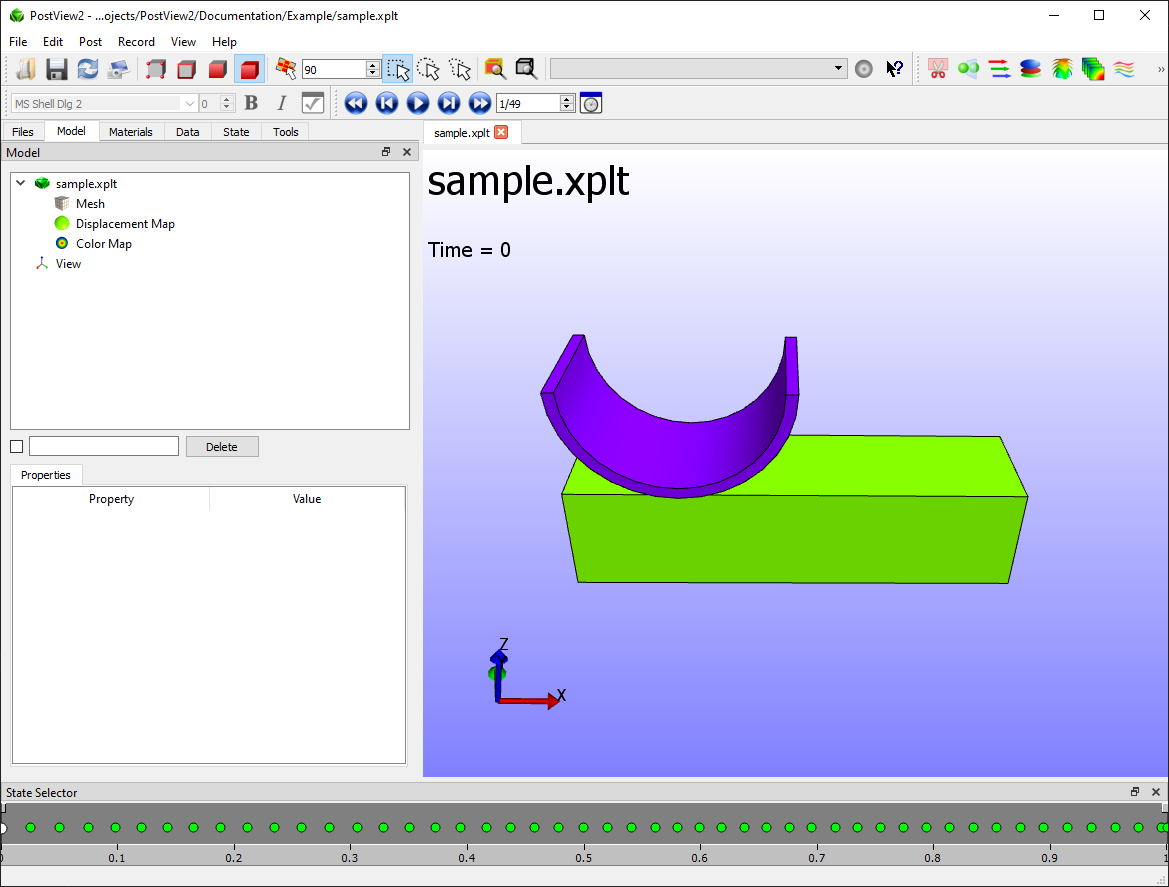 PostView2 - ...ojects/PostView2/Documentation/Example/sample.xplt
File Edit Post Record View Help
90
MS Shell Dlg 2 0 B I 1/49
Files Model Materials Data State Tools
sample.xplt
Model
sample.xplt
Mesh
Displacement Map
Color Map
View
Delete
Properties
Property Value
sample.xplt
Time = 0
Z
X
State Selector
0 0.1 0.2 0.3 0.4 0.5 0.6 0.7 0.8 0.9 1